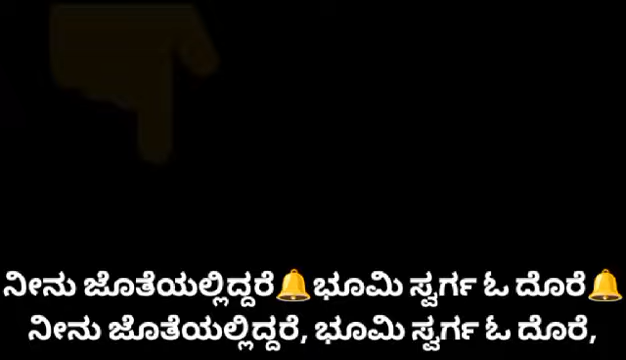 ನೀನು ಜೊತೆಯಲ್ಲಿದ್ದರೆ🔔ಭೂಮಿ ಸ್ವರ್ಗ ಓ ದೊರೆ🔔
ನೀನು ಜೊತೆಯಲ್ಲಿದ್ದರೆ, ಭೂಮಿ ಸ್ವರ್ಗ ಓ ದೊರೆ,